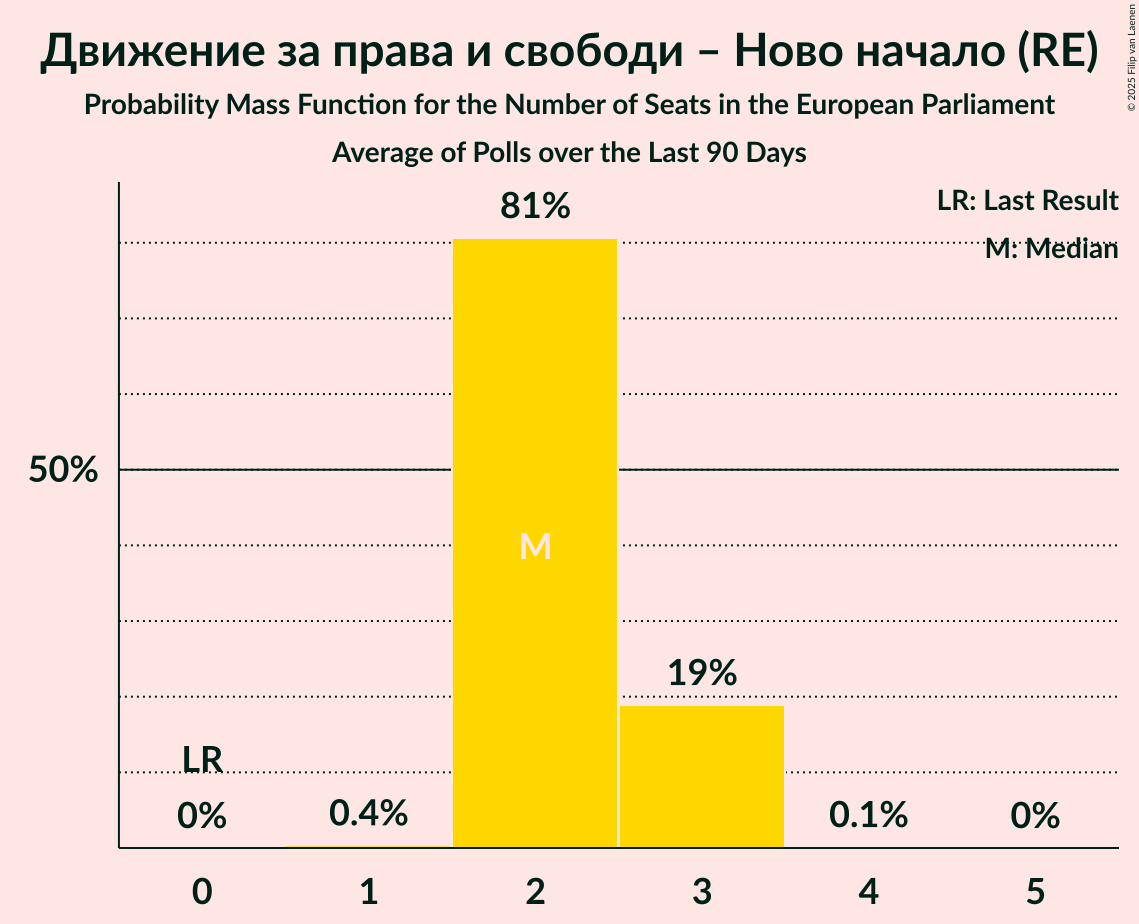 Движение за права и свободи – Ново начало (RE)
Probability Mass Function for the Number of Seats in the European Parliament
Average of Polls over the Last 90 Days
© 2025 Filip van Laenen
LR: Last Result
M: Median
81%
50%
M
19%
LR
0%
0.4%
0.1%
0%
0 1 2 3 4 5